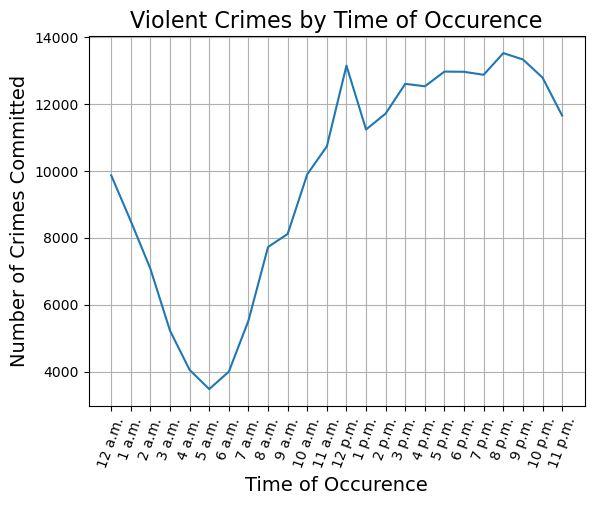 Violent Crimes by Time of Occurence
Number of Crimes Committed
14000
12000
10000
8000
6000
4000
12 a.m.
1 a.m.
2 a.m.
3 a.m.
4 a.m.
5 a.m.
6 a.m.
7 a.m.
8 a.m.
9 a.m.
10 a.m.
11 a.m.
12 p.m.
1 p.m.
2 p.m.
3 p.m.
4 p.m.
5 p.m.
6 p.m.
7 p.m.
8 p.m.
9 p.m.
10 p.m.
11 p.m.
Time of Occurence